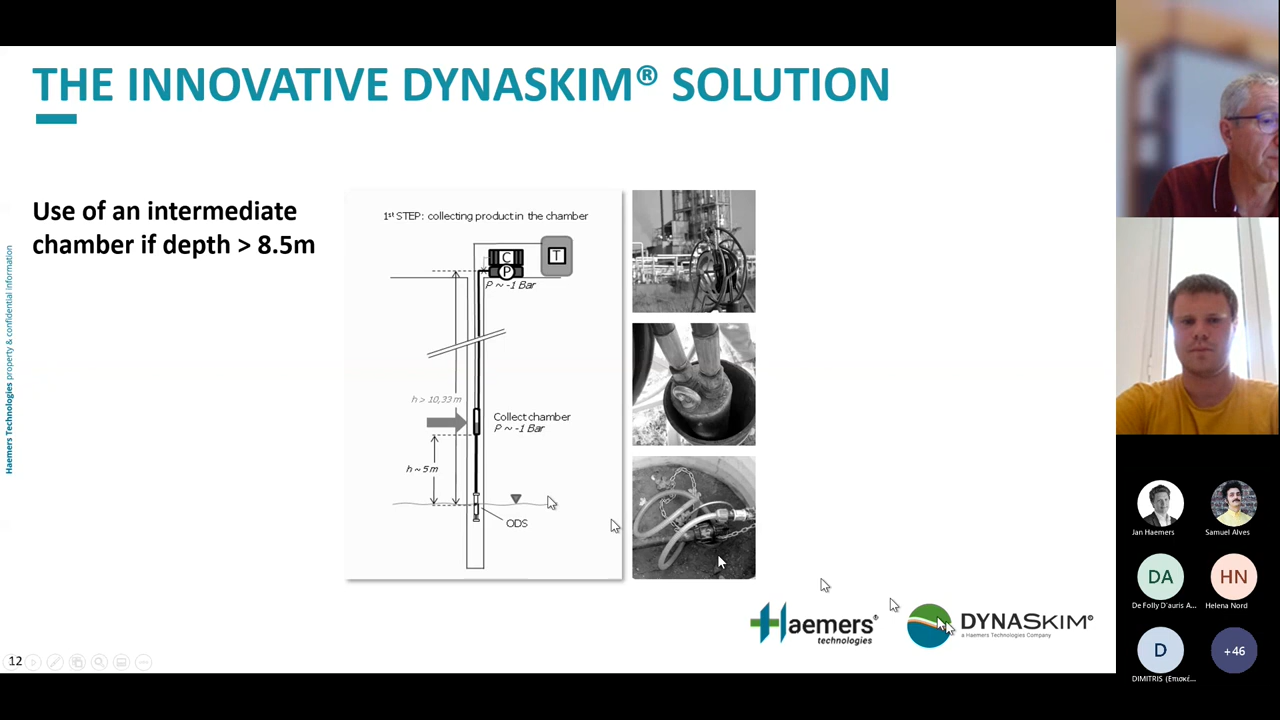 THE INNOVATIVE DYNASKIM® SOLUTION
Use of an intermediate
chamber if depth > 8.5m
1st STEP: collecting product in the chamber
C
T
P
P ~ -1 Bar
h > 10,33 m
Collect chamber
P ~ -1 Bar
h ~ 5m
ODS
Haemers Technologies property & confidential information
Haemers®
technologies
DYNASKIM®
a Haemers Technologies Company
12
Jan Haemers
Samuel Alves
DA
HN
De Folly D'auris A...
Helena Nord
D
+46
DIMITRIS (Επισκέ...